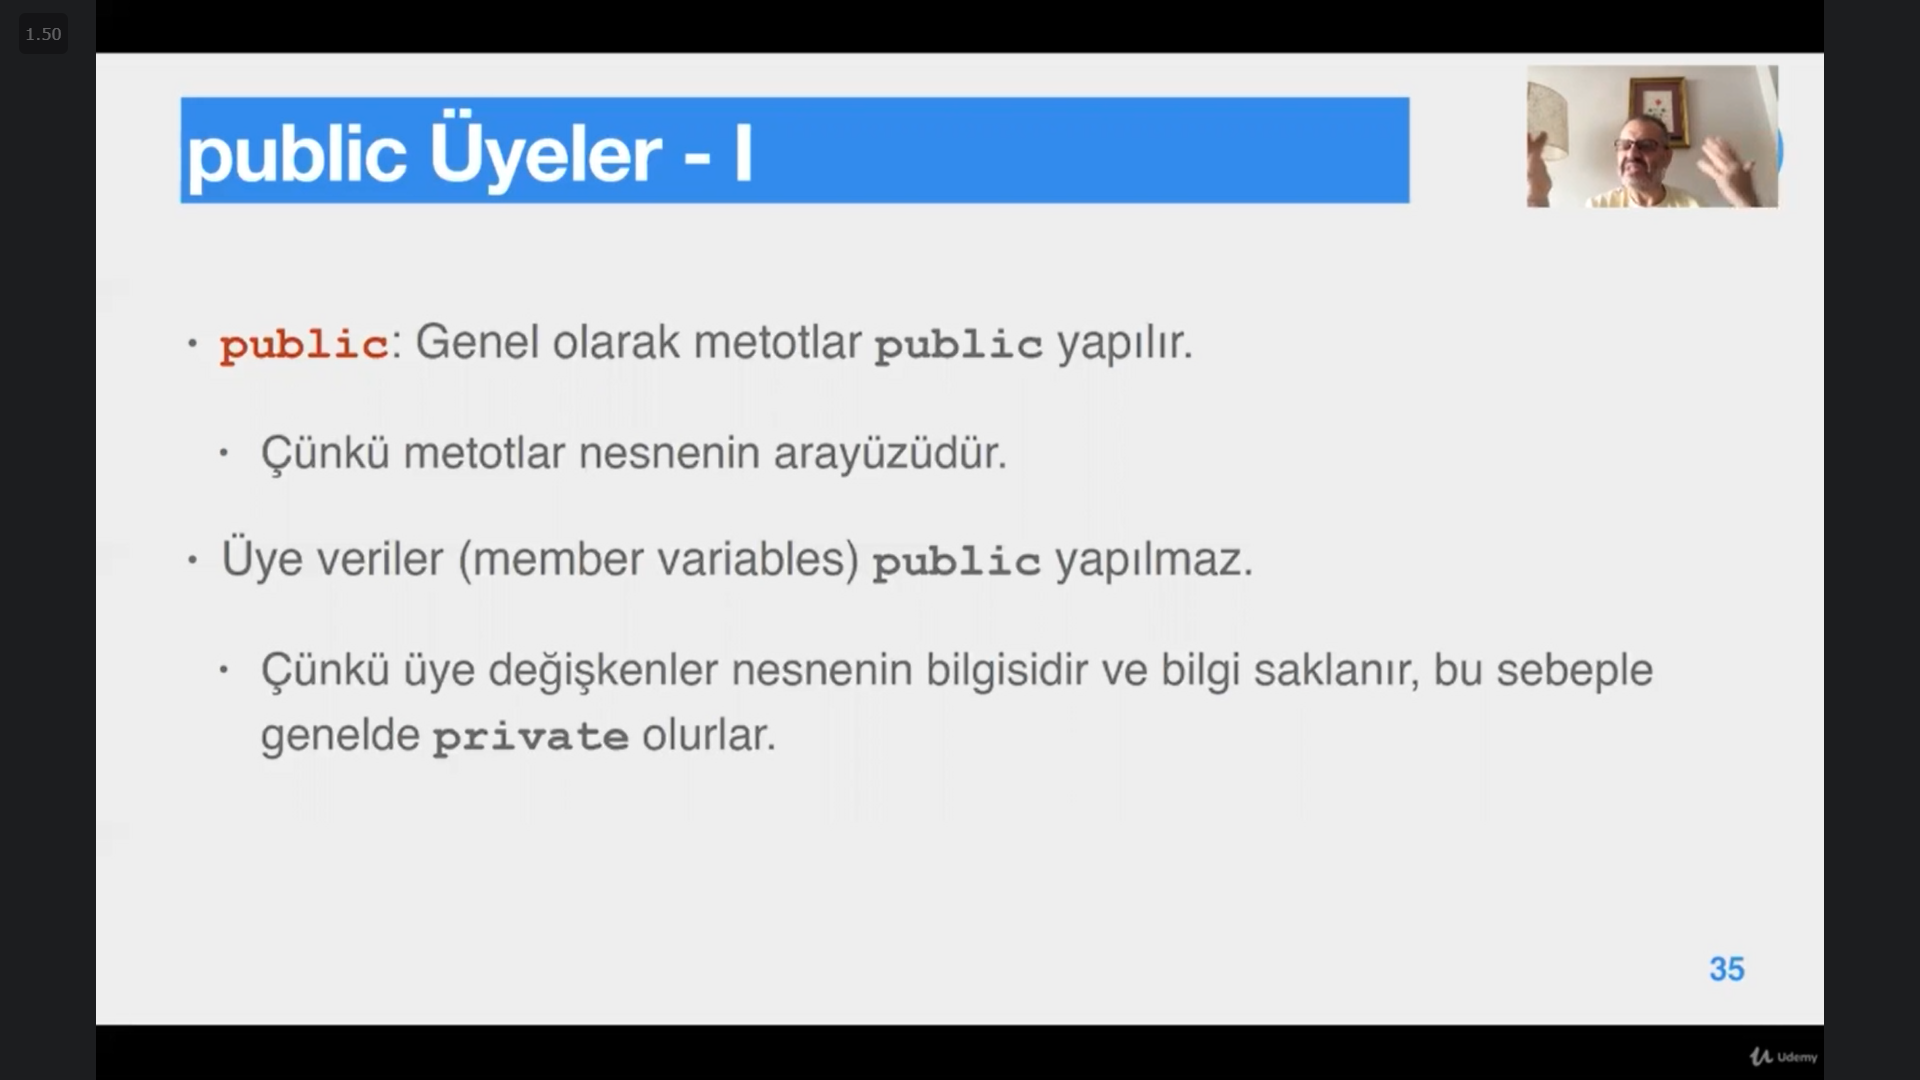 1.50
public Üyeler - I
• public: Genel olarak metotlar public yapılır.
• Çünkü metotlar nesnenin arayüzüdür.
• Üye veriler (member variables) public yapılmaz.
• Çünkü üye değişkenler nesnenin bilgisidir ve bilgi saklanır, bu sebeple
genelde private olurlar.
35
Udemy